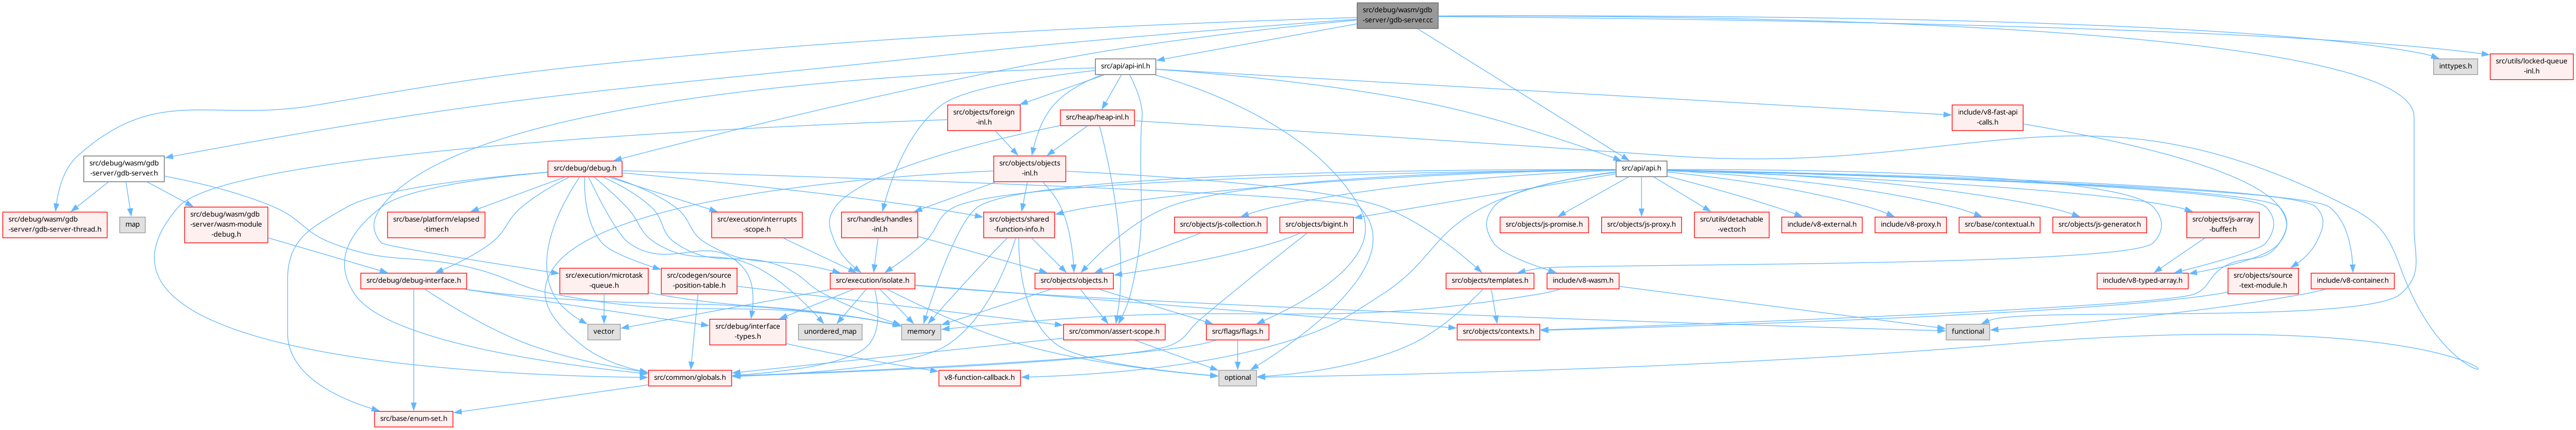 src/debug/wasm/gdb
-server/gdb-server.cc
src/api/api-inl.h
inttypes.h
src/utils/locked-queue
-inl.h
src/objects/foreign
-inl.h
src/heap/heap-inl.h
include/v8-fast-api
-calls.h
src/debug/wasm/gdb
-server/gdb-server.h
src/debug/debug.h
src/objects/objects
-inl.h
src/api/api.h
src/debug/wasm/gdb
-server/gdb-server-thread.h
map
src/debug/wasm/gdb
-server/wasm-module
-debug.h
src/base/platform/elapsed
-timer.h
src/execution/interrupts
-scope.h
src/handles/handles
-inl.h
src/objects/shared
-function-info.h
src/objects/js-collection.h
src/objects/bigint.h
src/objects/js-promise.h
src/objects/js-proxy.h
src/utils/detachable
-vector.h
include/v8-external.h
include/v8-proxy.h
src/base/contextual.h
src/objects/js-generator.h
src/objects/js-array
-buffer.h
src/debug/debug-interface.h
src/execution/microtask
-queue.h
src/codegen/source
-position-table.h
src/execution/isolate.h
src/objects/objects.h
src/objects/templates.h
include/v8-wasm.h
include/v8-typed-array.h
src/objects/source
-text-module.h
include/v8-container.h
vector
src/debug/interface
-types.h
unordered_map
memory
src/common/assert-scope.h
src/flags/flags.h
src/objects/contexts.h
functional
src/common/globals.h
v8-function-callback.h
optional
src/base/enum-set.h